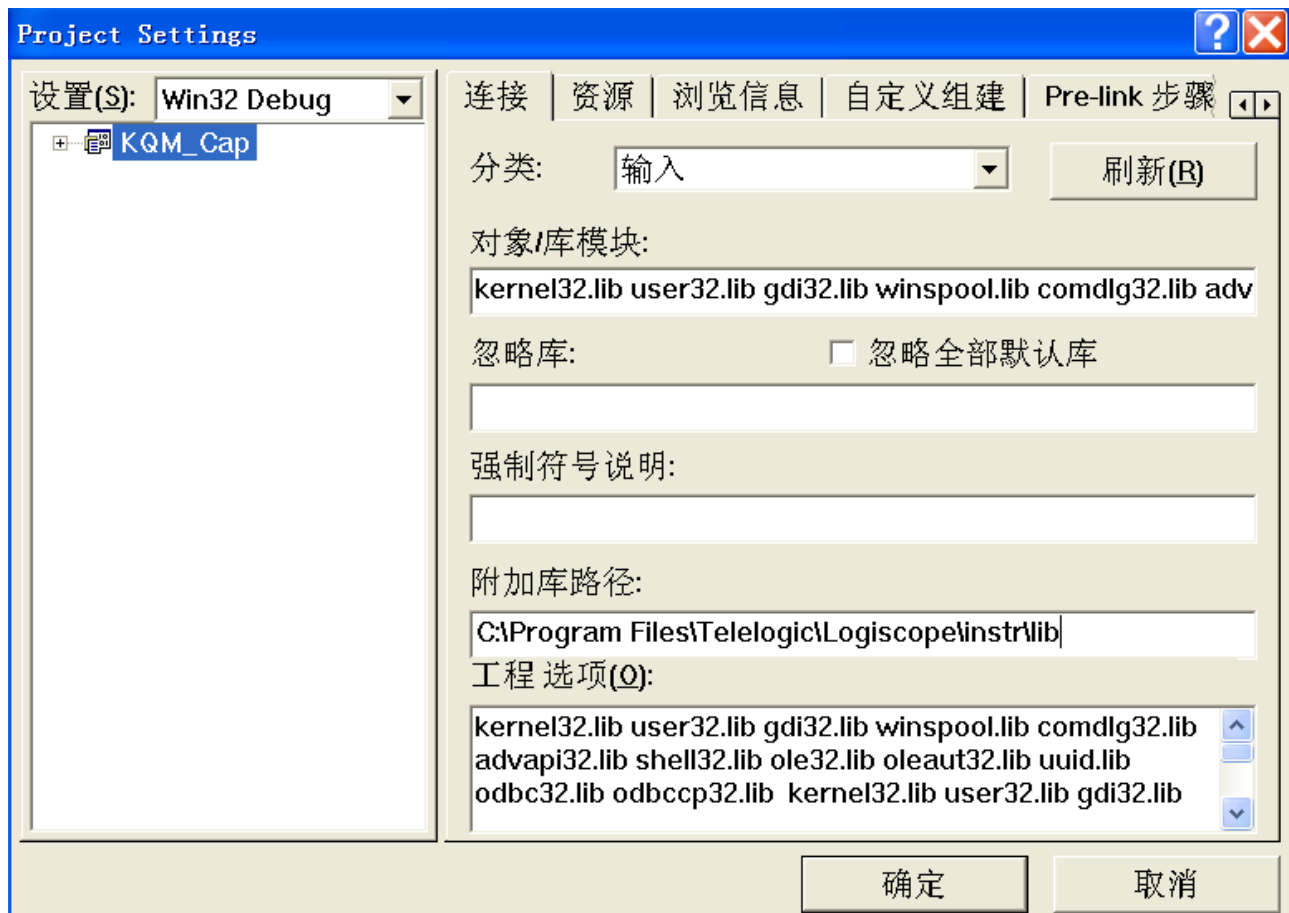 Project Settings
设置(S): Win32 Debug
KQM_Cap
连接 资源 浏览信息 自定义组建 Pre-link 步骤
分类: 输入 刷新(R)
对象/库模块:
kernel32.lib user32.lib gdi32.lib winspool.lib comdlg32.lib adv
忽略库: 忽略全部默认库
强制符号说明:
附加库路径:
C:\Program Files\Telelogic\Logiscope\instr\lib
工程 选项(O):
kernel32.lib user32.lib gdi32.lib winspool.lib comdlg32.lib
advapi32.lib shell32.lib ole32.lib oleaut32.lib uuid.lib
odbc32.lib odbccp32.lib kernel32.lib user32.lib gdi32.lib
确定 取消